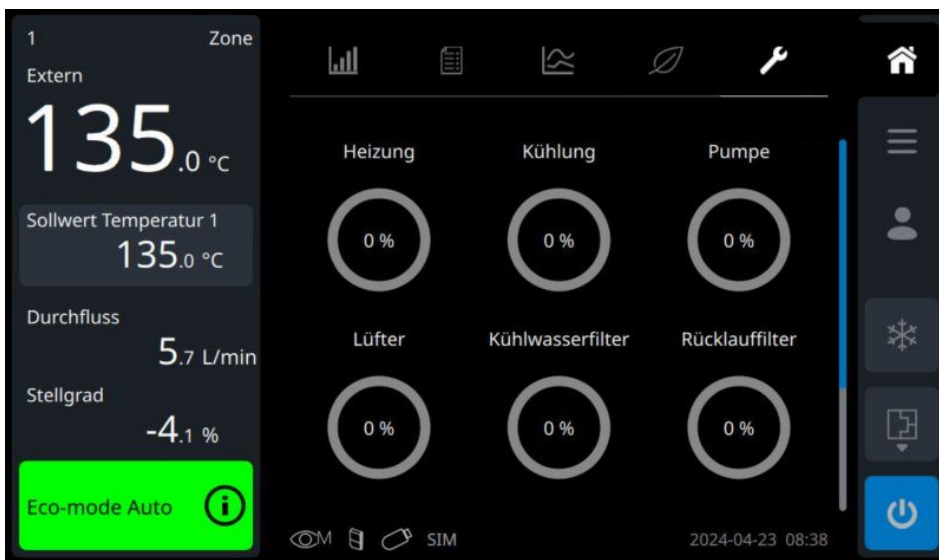 1 Zone
Extern
135.0 °C
Sollwert Temperatur 1
135.0 °C
Durchfluss
5.7 L/min
Stellgrad
-4.1 %
Eco-mode Auto i
Heizung Kühlung Pumpe
0 % 0 % 0 %
Lüfter Kühlwasserfilter Rücklauffilter
0 % 0 % 0 %
M SIM 2024-04-23 08:38